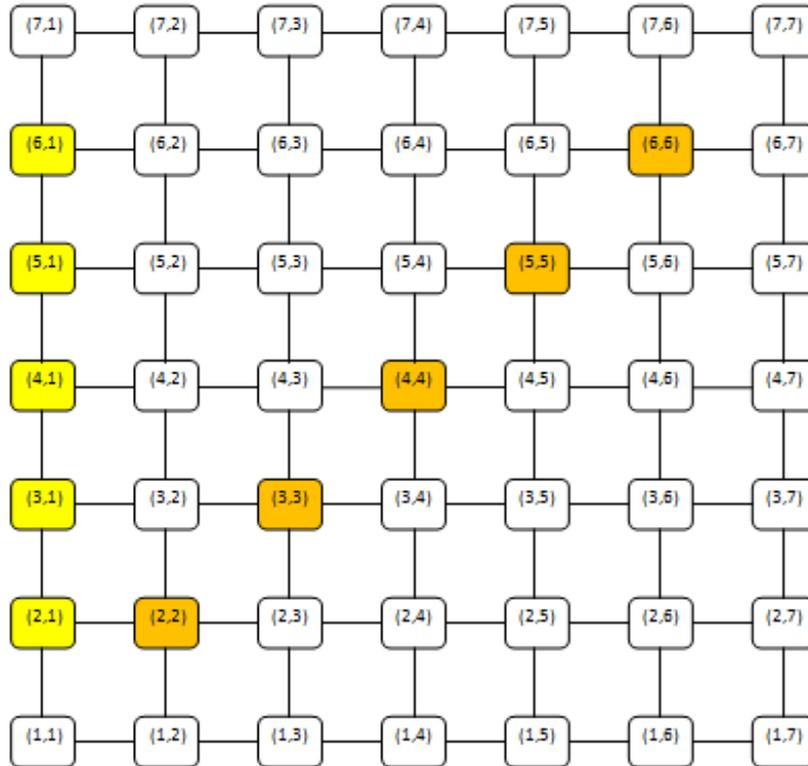 (7,1) (7,2) (7,3) (7,4) (7,5) (7,6) (7,7)
(6,1) (6,2) (6,3) (6,4) (6,5) (6,6) (6,7)
(5,1) (5,2) (5,3) (5,4) (5,5) (5,6) (5,7)
(4,1) (4,2) (4,3) (4,4) (4,5) (4,6) (4,7)
(3,1) (3,2) (3,3) (3,4) (3,5) (3,6) (3,7)
(2,1) (2,2) (2,3) (2,4) (2,5) (2,6) (2,7)
(1,1) (1,2) (1,3) (1,4) (1,5) (1,6) (1,7)